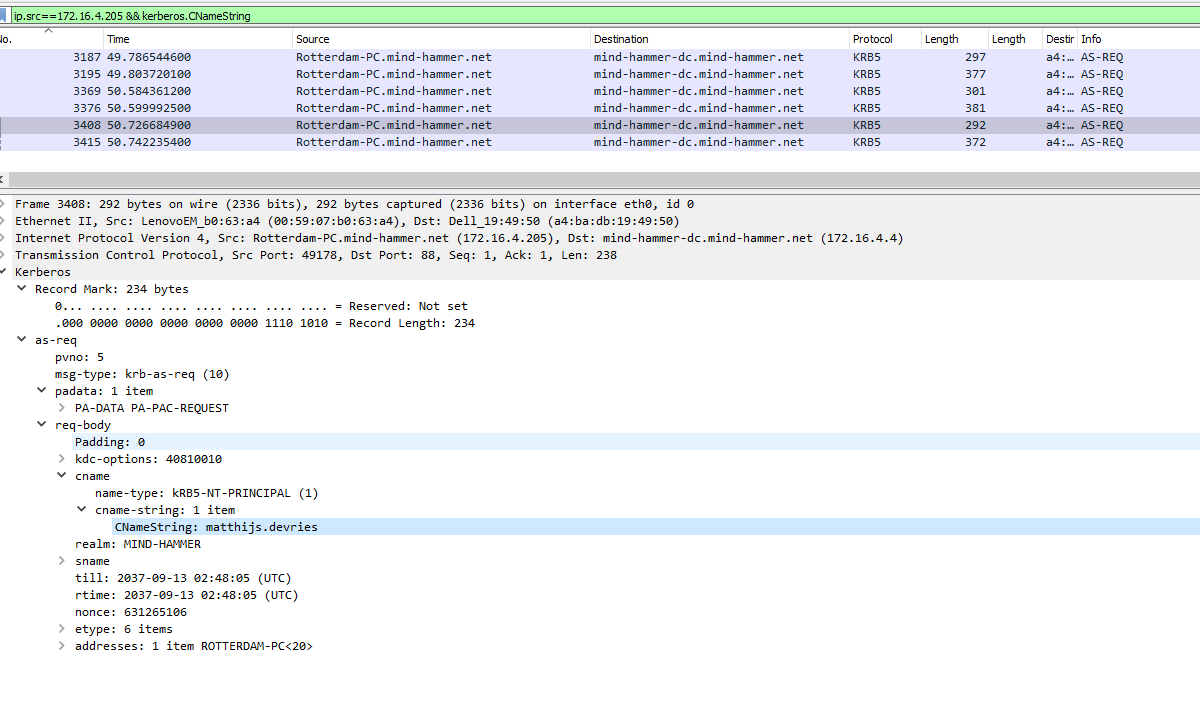 ip.src==172.16.4.205 && kerberos.CNameString
No. Time Source Destination Protocol Length Length Destir Info
3187 49.786544600 Rotterdam-PC.mind-hammer.net mind-hammer-dc.mind-hammer.net KRB5 297 a4:… AS-REQ
3195 49.803720100 Rotterdam-PC.mind-hammer.net mind-hammer-dc.mind-hammer.net KRB5 377 a4:… AS-REQ
3369 50.584361200 Rotterdam-PC.mind-hammer.net mind-hammer-dc.mind-hammer.net KRB5 301 a4:… AS-REQ
3376 50.599992500 Rotterdam-PC.mind-hammer.net mind-hammer-dc.mind-hammer.net KRB5 381 a4:… AS-REQ
3408 50.726684900 Rotterdam-PC.mind-hammer.net mind-hammer-dc.mind-hammer.net KRB5 292 a4:… AS-REQ
3415 50.742235400 Rotterdam-PC.mind-hammer.net mind-hammer-dc.mind-hammer.net KRB5 372 a4:… AS-REQ
Frame 3408: 292 bytes on wire (2336 bits), 292 bytes captured (2336 bits) on interface eth0, id 0
Ethernet II, Src: LenovoEM_b0:63:a4 (00:59:07:b0:63:a4), Dst: Dell_19:49:50 (a4:ba:db:19:49:50)
Internet Protocol Version 4, Src: Rotterdam-PC.mind-hammer.net (172.16.4.205), Dst: mind-hammer-dc.mind-hammer.net (172.16.4.4)
Transmission Control Protocol, Src Port: 49178, Dst Port: 88, Seq: 1, Ack: 1, Len: 238
Kerberos
Record Mark: 234 bytes
0... .... .... .... .... .... .... .... = Reserved: Not set
.000 0000 0000 0000 0000 0000 1110 1010 = Record Length: 234
as-req
pvno: 5
msg-type: krb-as-req (10)
padata: 1 item
PA-DATA PA-PAC-REQUEST
req-body
Padding: 0
kdc-options: 40810010
cname
name-type: kRB5-NT-PRINCIPAL (1)
cname-string: 1 item
CNameString: matthijs.devries
realm: MIND-HAMMER
sname
till: 2037-09-13 02:48:05 (UTC)
rtime: 2037-09-13 02:48:05 (UTC)
nonce: 631265106
etype: 6 items
addresses: 1 item ROTTERDAM-PC<20>